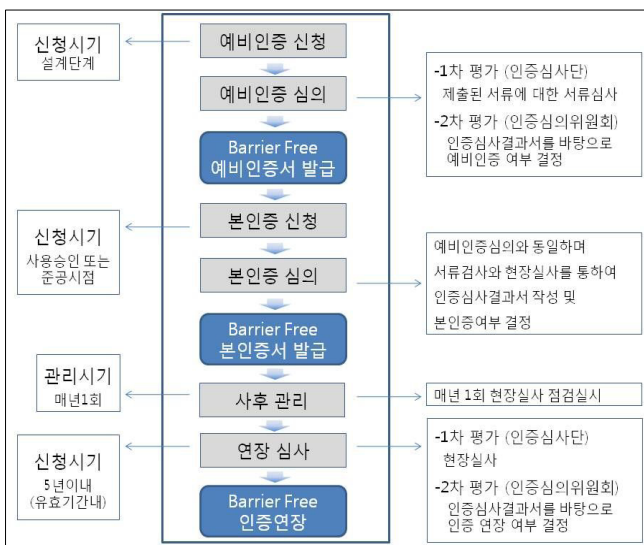 신청시기
설계단계
예비인증 신청
예비인증 심의
-1차 평가 (인증심사단)
제출된 서류에 대한 서류심사
-2차 평가 (인증심의위원회)
인증심사결과서를 바탕으로
예비인증 여부 결정
Barrier Free
예비인증서 발급
신청시기
사용승인 또는
준공시점
본인증 신청
본인증 심의
예비인증심의와 동일하며
서류검사와 현장실사를 통하여
인증심사결과서 작성 및
본인증여부 결정
Barrier Free
본인증서 발급
관리시기
매년1회
사후 관리
매년 1회 현장실사 점검실시
신청시기
5년이내
(유효기간내)
연장 심사
-1차 평가 (인증심사단)
현장실사
-2차 평가 (인증심의위원회)
인증심사결과서를 바탕으로
인증 연장 여부 결정
Barrier Free
인증연장